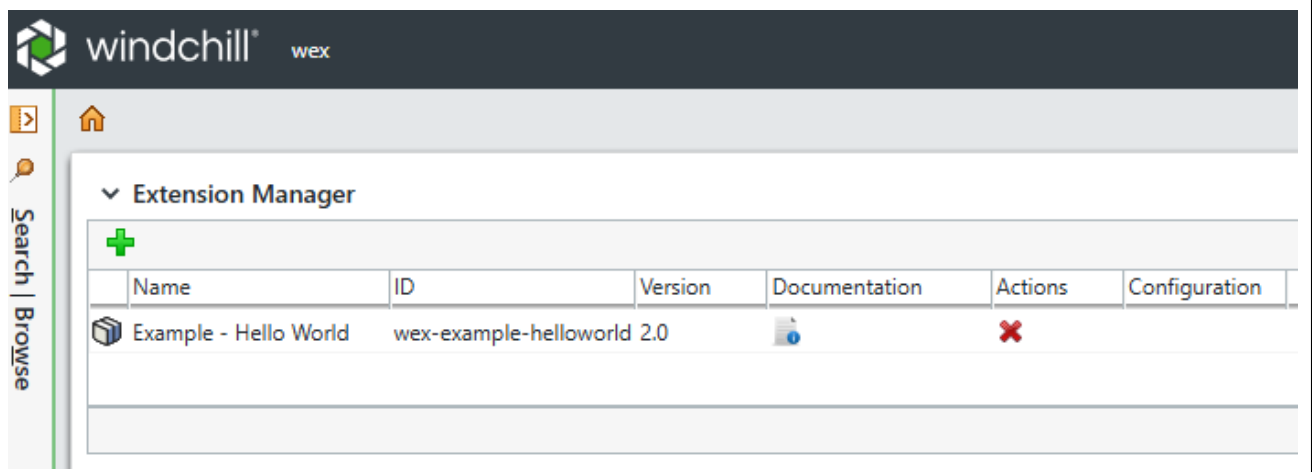 windchill® wex
Extension Manager
Search | Browse
Name ID Version Documentation Actions Configuration
Example - Hello World wex-example-helloworld 2.0